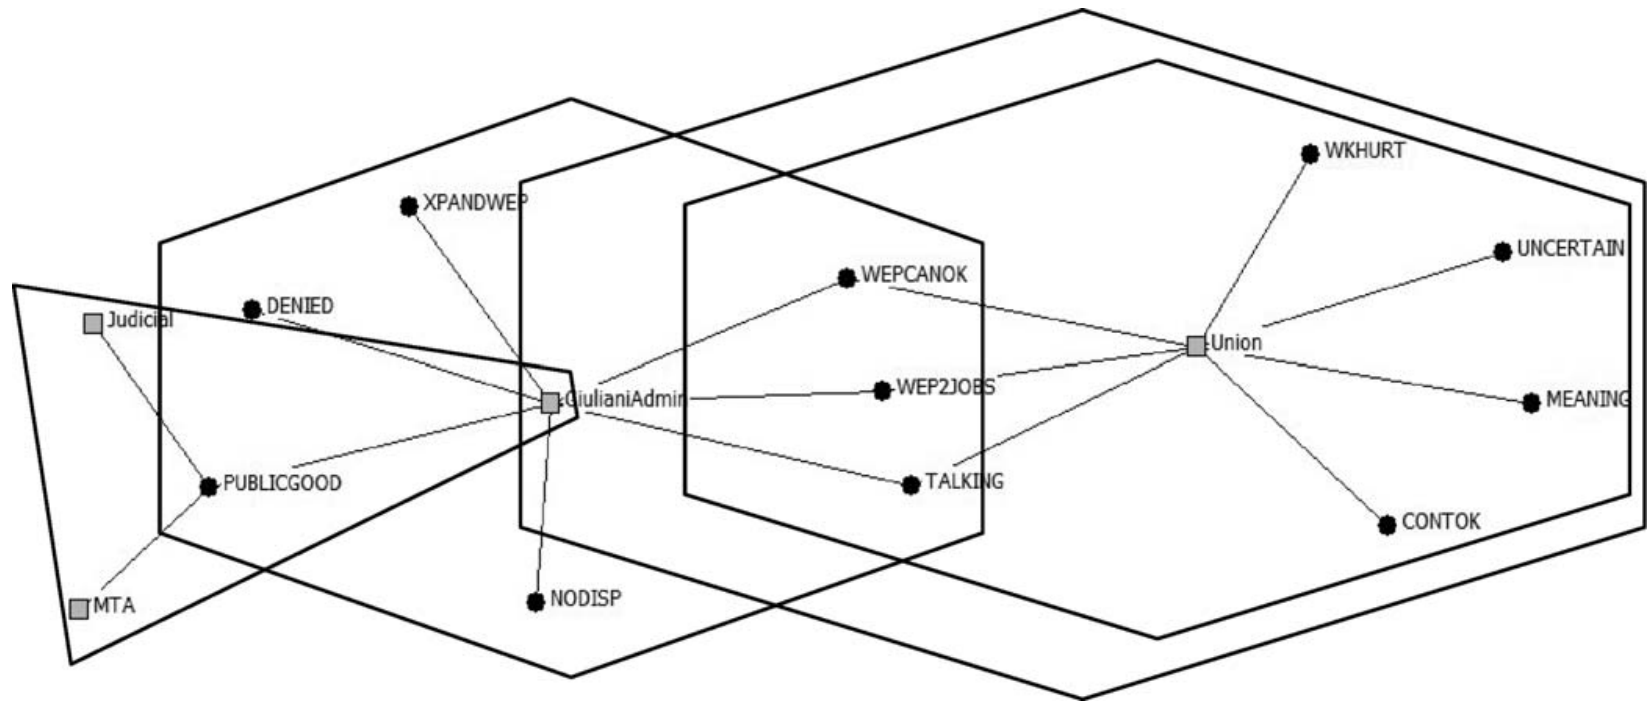 WKHURT
XPANDWEP
UNCERTAIN
WEPCANOK
DENIED
Judicial
Union
WEP2JOBS
GiulianiAdmin
MEANING
PUBLICGOOD
TALKING
CONTOK
NODISP
MTA